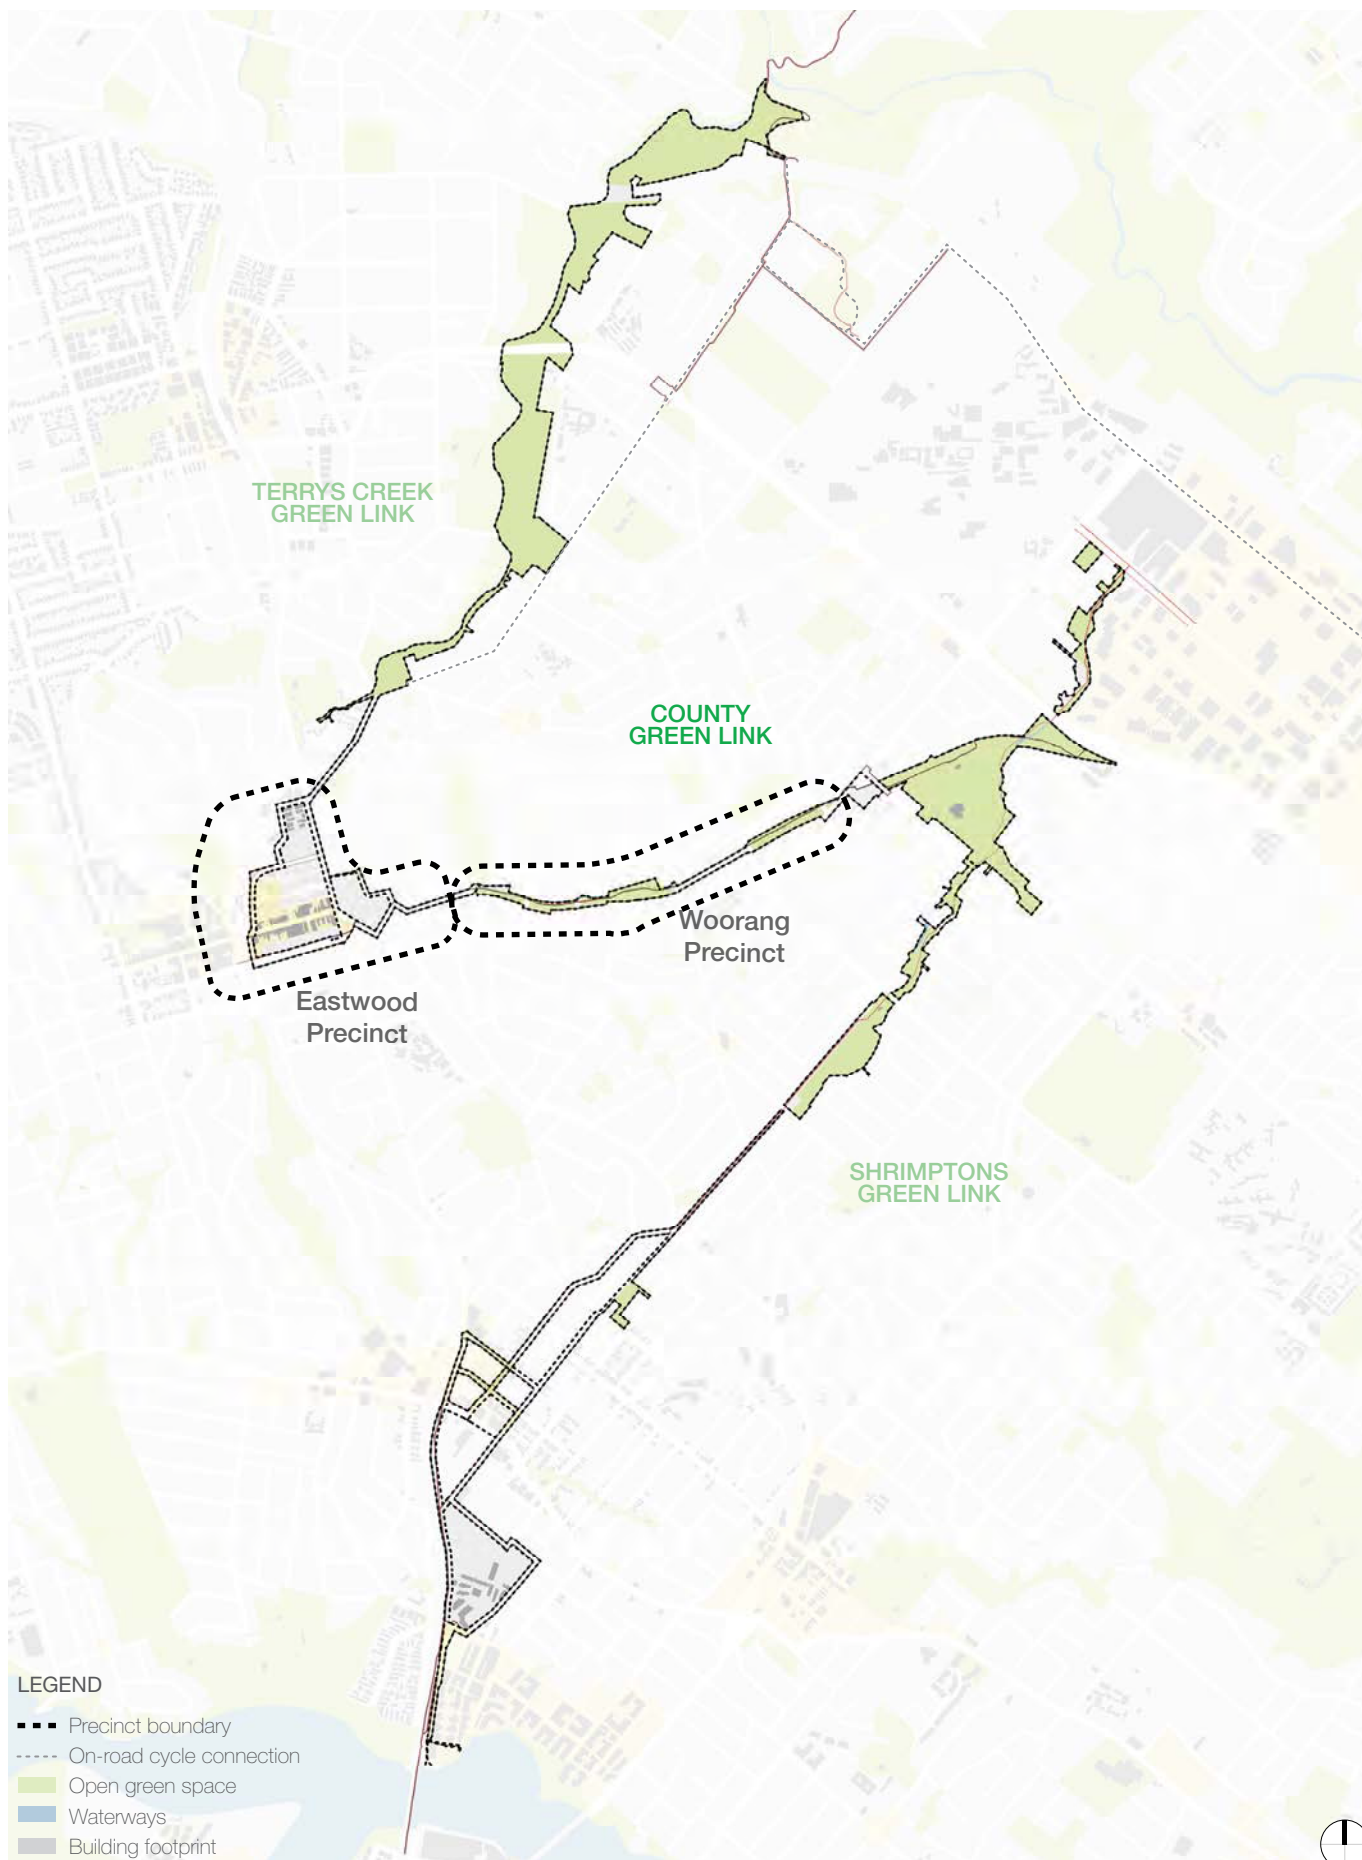 TERRYS CREEK
GREEN LINK
COUNTY
GREEN LINK
Woorang
Precinct
Eastwood
Precinct
SHRIMPTONS
GREEN LINK
LEGEND
Precinct boundary
On-road cycle connection
Open green space
Waterways
Building footprint